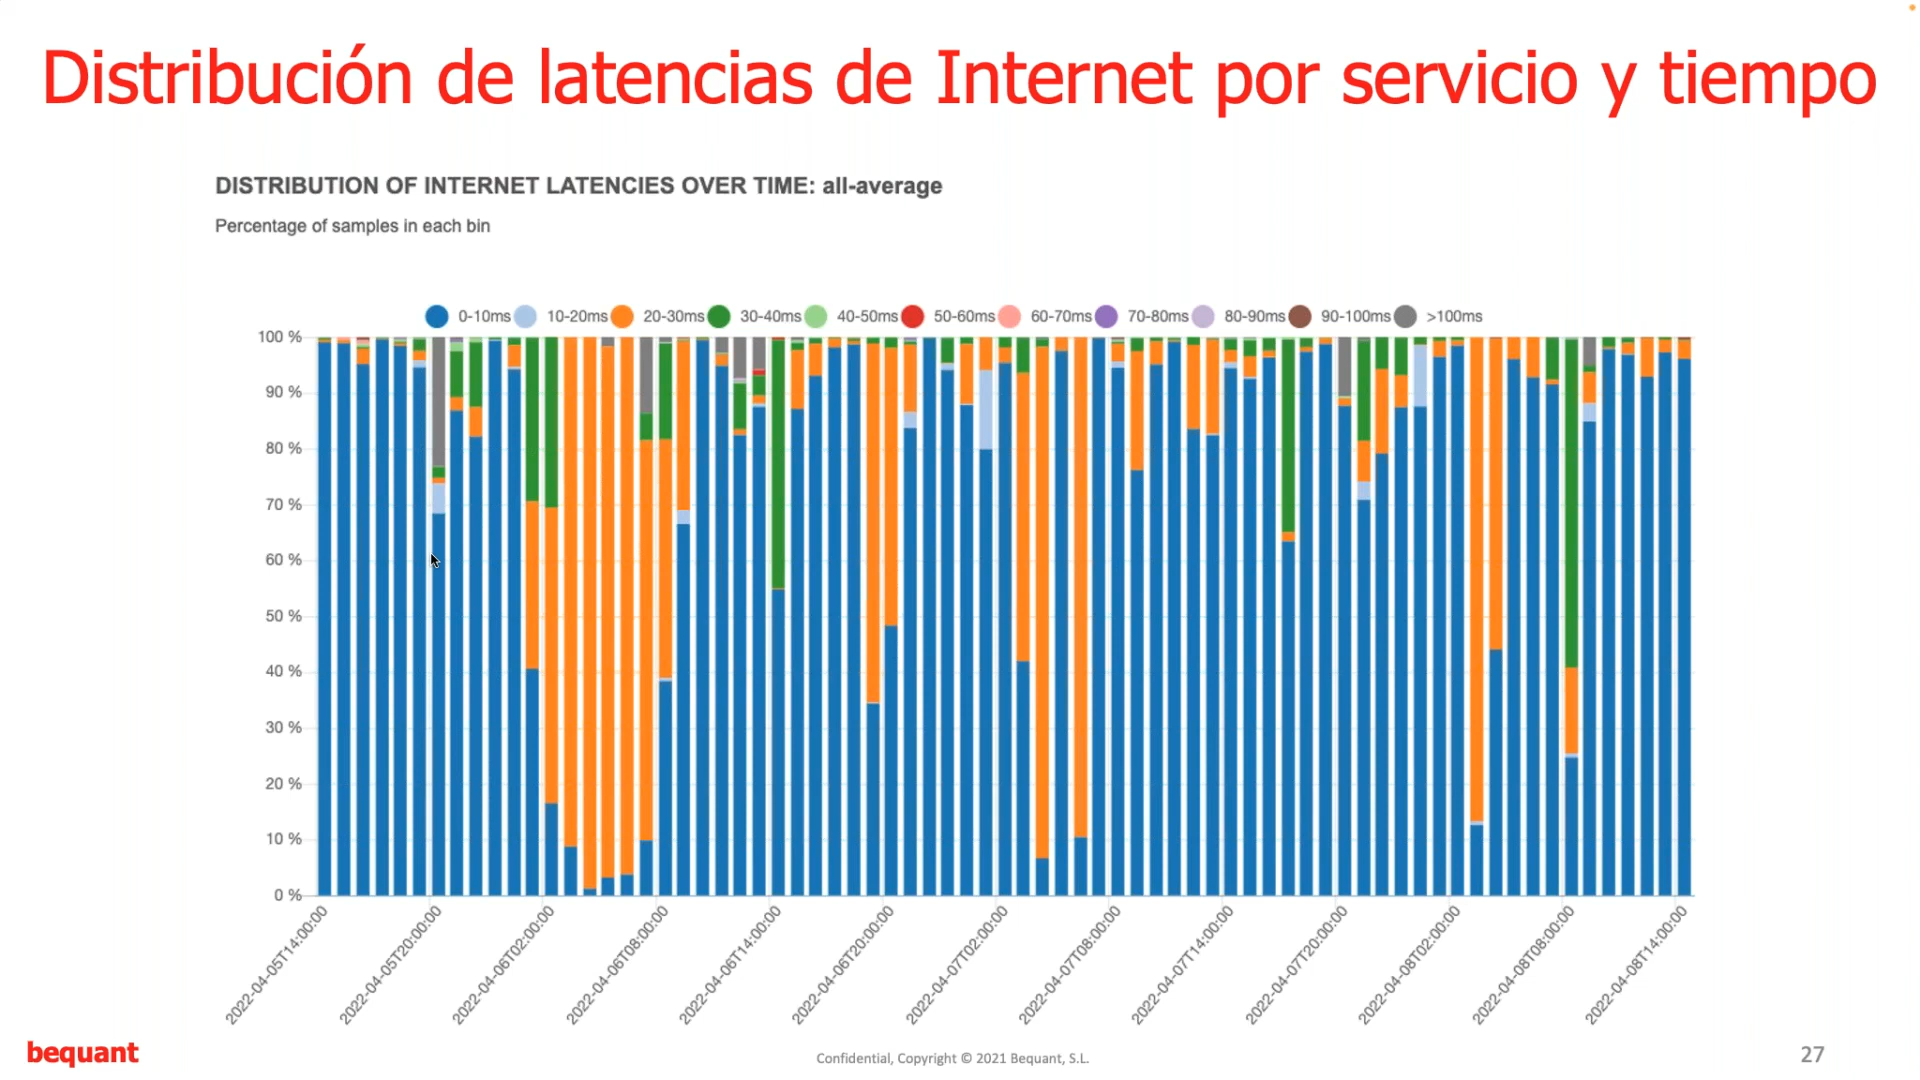 Distribución de latencias de Internet por servicio y tiempo
DISTRIBUTION OF INTERNET LATENCIES OVER TIME: all-average
Percentage of samples in each bin
0-10ms 10-20ms 20-30ms 30-40ms 40-50ms 50-60ms 60-70ms 70-80ms 80-90ms 90-100ms >100ms
100 %
90 %
80 %
70 %
60 %
50 %
40 %
30 %
20 %
10 %
0 %
2022-04-05T14:00:00
2022-04-05T20:00:00
2022-04-06T02:00:00
2022-04-06T08:00:00
2022-04-06T14:00:00
2022-04-06T20:00:00
2022-04-07T02:00:00
2022-04-07T08:00:00
2022-04-07T14:00:00
2022-04-07T20:00:00
2022-04-08T02:00:00
2022-04-08T08:00:00
2022-04-08T14:00:00
bequant
Confidential, Copyright © 2021 Bequant, S.L.
27